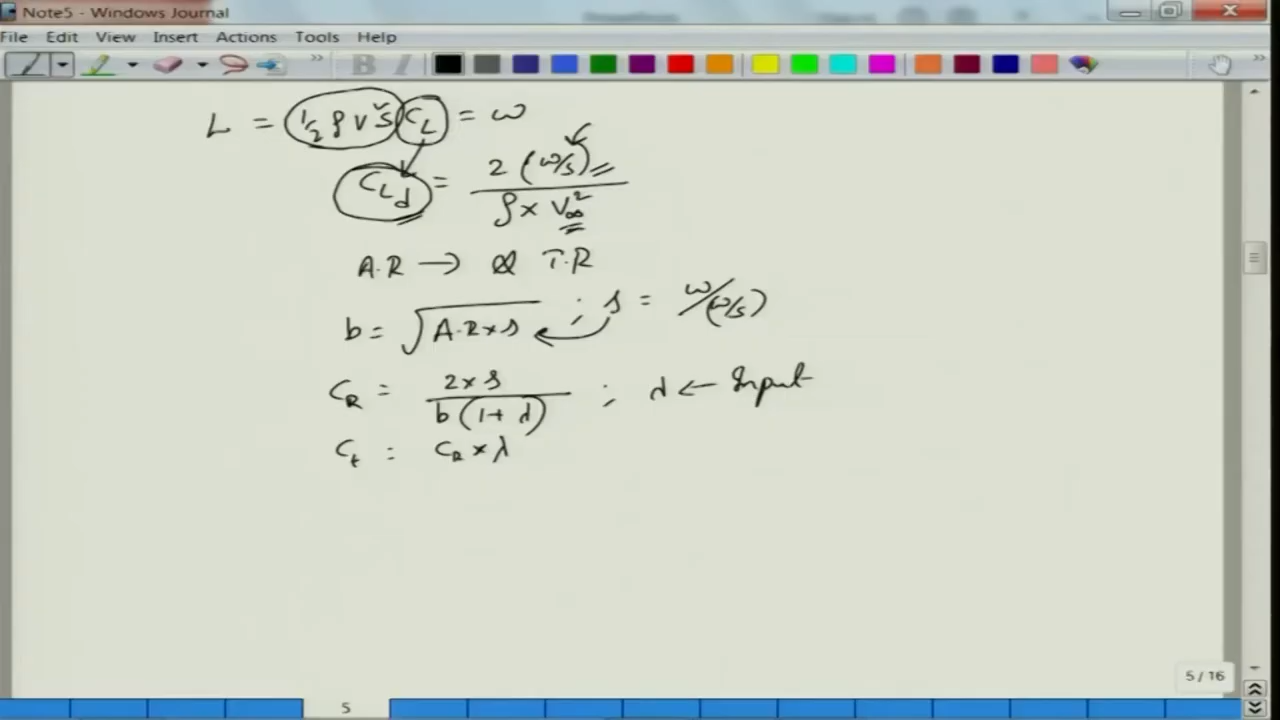 Note5 - Windows Journal
File Edit View Insert Actions Tools Help
L = ½ ρ v² S C_L = ω
C_Ld = 2 (ω/s) / ρ × V∞²
A.R → & T.R
b = √(A.R × s) ; s = ω/(ω/s)
C_R = 2 × s / b(1 + λ) ; λ ← Input
C_t = C_R × λ
5 / 16
5